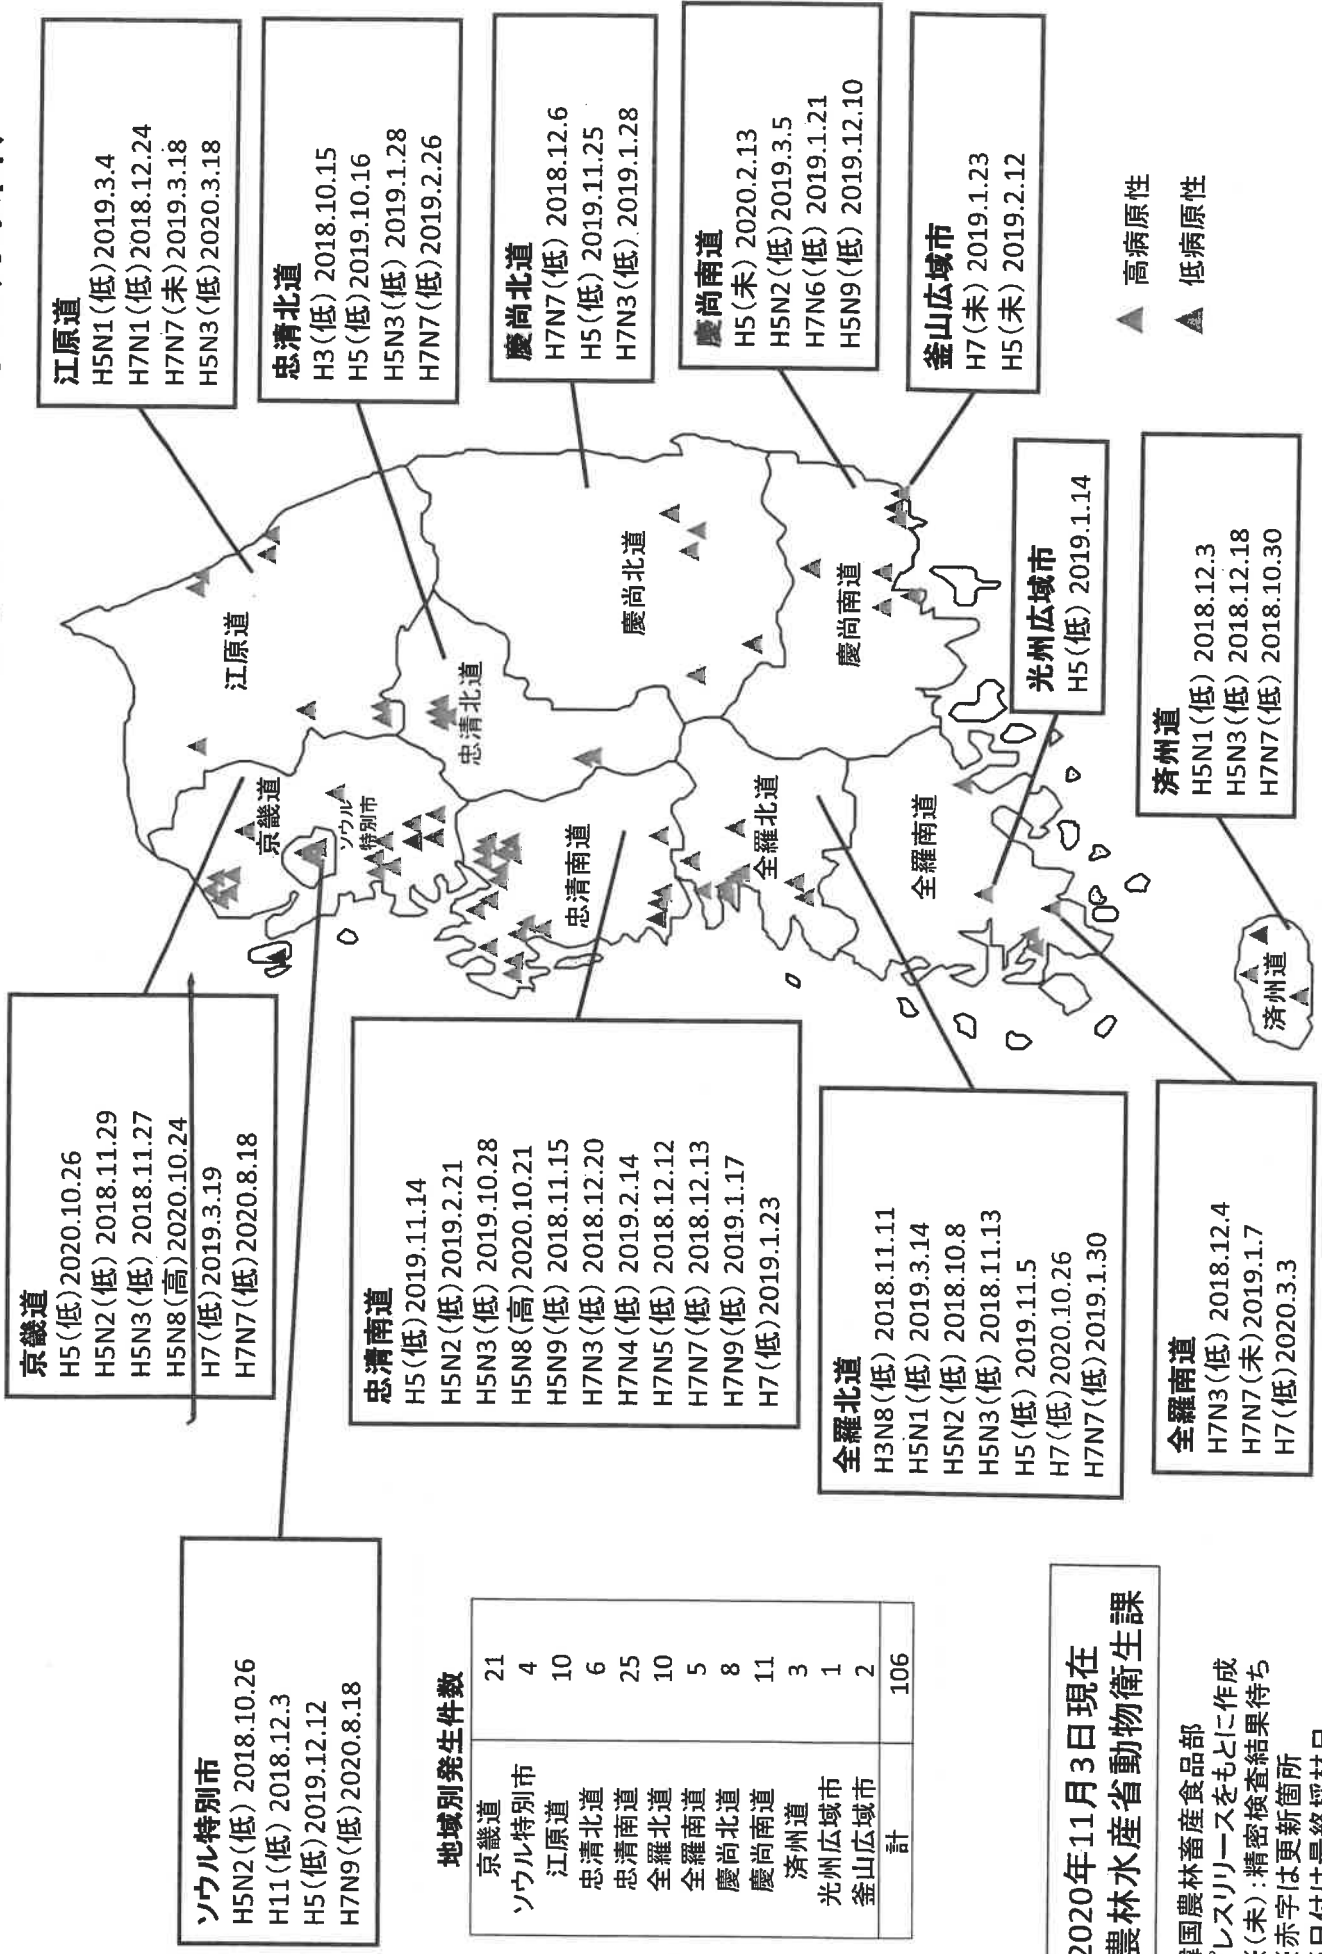 ソウル特別市
H5N2(低) 2018.10.26
H11(低) 2018.12.3
H5(低)2019.12.12
H7N9(低)2020.8.18
京畿道
H5(低)2020.10.26
H5N2(低) 2018.11.29
H5N3(低) 2018.11.27
H5N8(高)2020.10.24
H7(低)2019.3.19
H7N7(低)2020.8.18
江原道
H5N1(低)2019.3.4
H7N1(低)2018.12.24
H7N7(未)2019.3.18
H5N3(低)2020.3.18
忠清北道
H3(低) 2018.10.15
H5(低)2019.10.16
H5N3(低) 2019.1.28
H7N7(低)2019.2.26
慶尚北道
H7N7(低) 2018.12.6
H5(低) 2019.11.25
H7N3(低) 2019.1.28
慶尚南道
H5(未) 2020.2.13
H5N2(低)2019.3.5
H7N6(低) 2019.1.21
H5N9(低) 2019.12.10
釜山広域市
H7(未) 2019.1.23
H5(未) 2019.2.12
高病原性
低病原性
江原道
京畿道
ソウル
特別市
忠清北道
慶尚北道
忠清南道
全羅北道
慶尚南道
全羅南道
済州道
忠清南道
H5(低)2019.11.14
H5N2(低)2019.2.21
H5N3(低) 2019.10.28
H5N8(高)2020.10.21
H5N9(低) 2018.11.15
H7N3(低) 2018.12.20
H7N4(低) 2019.2.14
H7N5(低) 2018.12.12
H7N7(低) 2018.12.13
H7N9(低) 2019.1.17
H7(低)2019.1.23
光州広域市
H5(低) 2019.1.14
全羅北道
H3N8(低) 2018.11.11
H5N1(低) 2019.3.14
H5N2(低) 2018.10.8
H5N3(低) 2018.11.13
H5(低) 2019.11.5
H7(低)2020.10.26
H7N7(低)2019.1.30
済州道
H5N1(低) 2018.12.3
H5N3(低) 2018.12.18
H7N7(低) 2018.10.30
全羅南道
H7N3(低) 2018.12.4
H7N7(未)2019.1.7
H7(低)2020.3.3
地域別発生件数
京畿道 21
ソウル特別市 4
江原道 10
忠清北道 6
忠清南道 25
全羅北道 10
全羅南道 5
慶尚北道 8
慶尚南道 11
済州道 3
光州広域市 1
釜山広域市 2
計 106
2020年11月3日現在
農林水産省動物衛生課
韓国農林畜産食品部
プレスリリースをもとに作成
※(未):精密検査結果待ち
※赤字は更新箇所